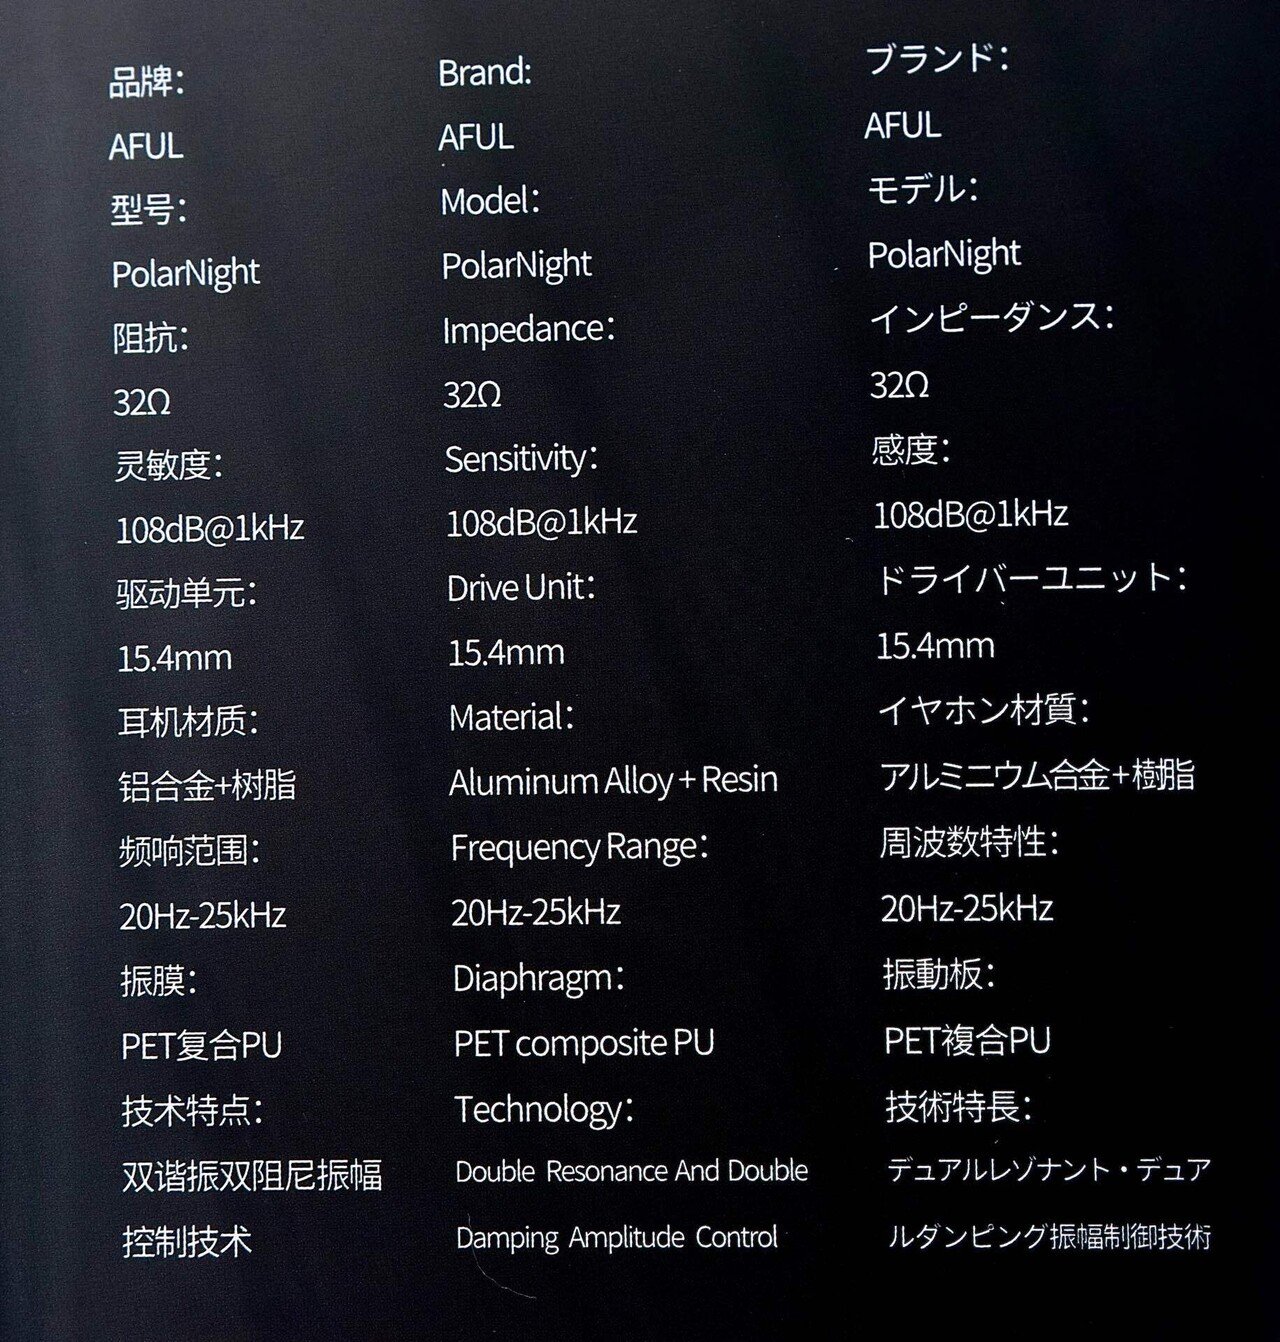 品牌：
AFUL
型号：
PolarNight
阻抗：
32Ω
灵敏度：
108dB@1kHz
驱动单元：
15.4mm
耳机材质：
铝合金+树脂
频响范围：
20Hz-25kHz
振膜：
PET复合PU
技术特点：
双谐振双阻尼振幅
控制技术
Brand:
AFUL
Model：
PolarNight
Impedance：
32Ω
Sensitivity：
108dB@1kHz
Drive Unit：
15.4mm
Material：
Aluminum Alloy + Resin
Frequency Range：
20Hz-25kHz
Diaphragm：
PET composite PU
Technology：
Double Resonance And Double
Damping Amplitude Control
ブランド：
AFUL
モデル：
PolarNight
インピーダンス：
32Ω
感度：
108dB@1kHz
ドライバーユニット：
15.4mm
イヤホン材質：
アルミニウム合金+樹脂
周波数特性：
20Hz-25kHz
振動板：
PET複合PU
技術特長：
デュアルレゾナント・デュア
ルダンピング振幅制御技術